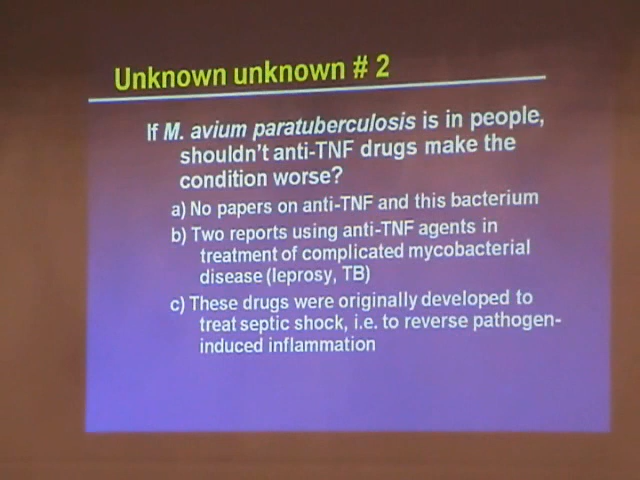 Unknown unknown # 2
If M. avium paratuberculosis is in people,
shouldn't anti-TNF drugs make the
condition worse?
a) No papers on anti-TNF and this bacterium
b) Two reports using anti-TNF agents in
treatment of complicated mycobacterial
disease (leprosy, TB)
c) These drugs were originally developed to
treat septic shock, i.e. to reverse pathogen-
induced inflammation